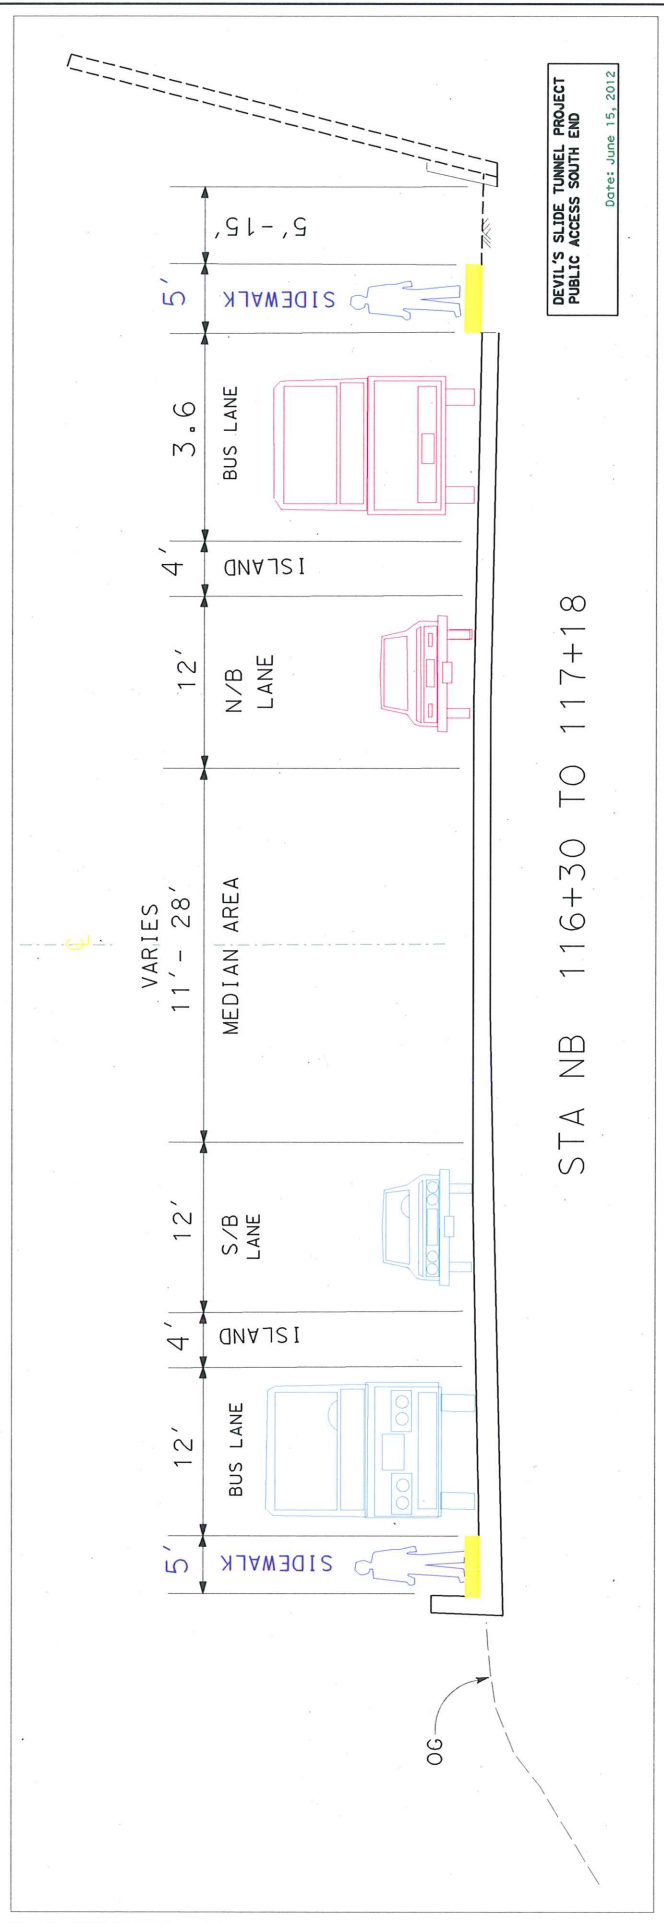 VARIES
5' 12' 4' 12' 11'- 28' 12' 4' 3.6 5' 5'-15'
SIDEWALK BUS LANE ISLAND S/B MEDIAN AREA N/B ISLAND BUS LANE SIDEWALK
LANE LANE
℄
OG
STA NB 116+30 TO 117+18
DEVIL'S SLIDE TUNNEL PROJECT
PUBLIC ACCESS SOUTH END
Date: June 15, 2012